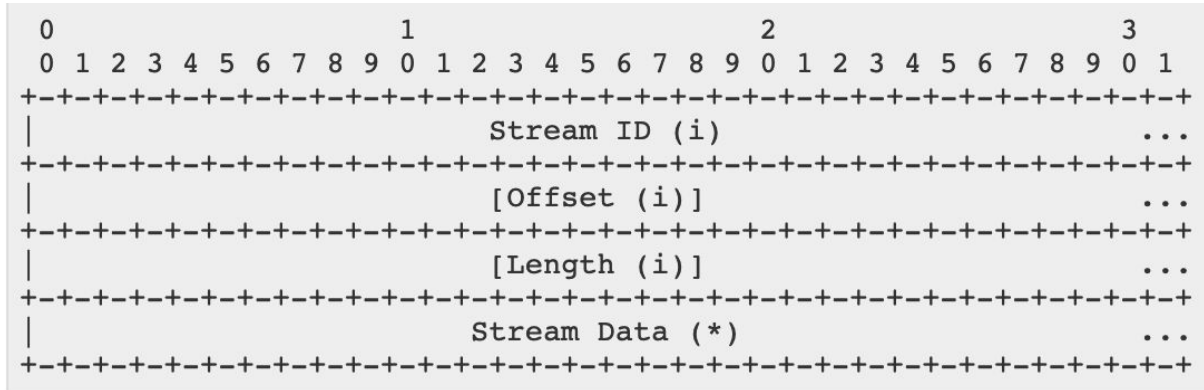 0                   1                   2                   3
 0 1 2 3 4 5 6 7 8 9 0 1 2 3 4 5 6 7 8 9 0 1 2 3 4 5 6 7 8 9 0 1
+-+-+-+-+-+-+-+-+-+-+-+-+-+-+-+-+-+-+-+-+-+-+-+-+-+-+-+-+-+-+-+-+
|                         Stream ID (i)                       ...
+-+-+-+-+-+-+-+-+-+-+-+-+-+-+-+-+-+-+-+-+-+-+-+-+-+-+-+-+-+-+-+-+
|                         [Offset (i)]                        ...
+-+-+-+-+-+-+-+-+-+-+-+-+-+-+-+-+-+-+-+-+-+-+-+-+-+-+-+-+-+-+-+-+
|                         [Length (i)]                        ...
+-+-+-+-+-+-+-+-+-+-+-+-+-+-+-+-+-+-+-+-+-+-+-+-+-+-+-+-+-+-+-+-+
|                        Stream Data (*)                      ...
+-+-+-+-+-+-+-+-+-+-+-+-+-+-+-+-+-+-+-+-+-+-+-+-+-+-+-+-+-+-+-+-+